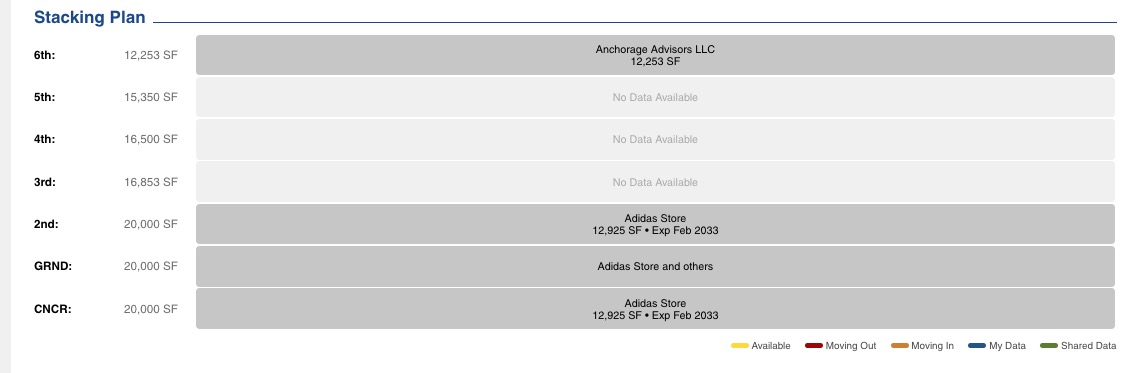 Stacking Plan
6th: 12,253 SF Anchorage Advisors LLC
12,253 SF
5th: 15,350 SF No Data Available
4th: 16,500 SF No Data Available
3rd: 16,853 SF No Data Available
2nd: 20,000 SF Adidas Store
12,925 SF • Exp Feb 2033
GRND: 20,000 SF Adidas Store and others
CNCR: 20,000 SF Adidas Store
12,925 SF • Exp Feb 2033
Available Moving Out Moving In My Data Shared Data